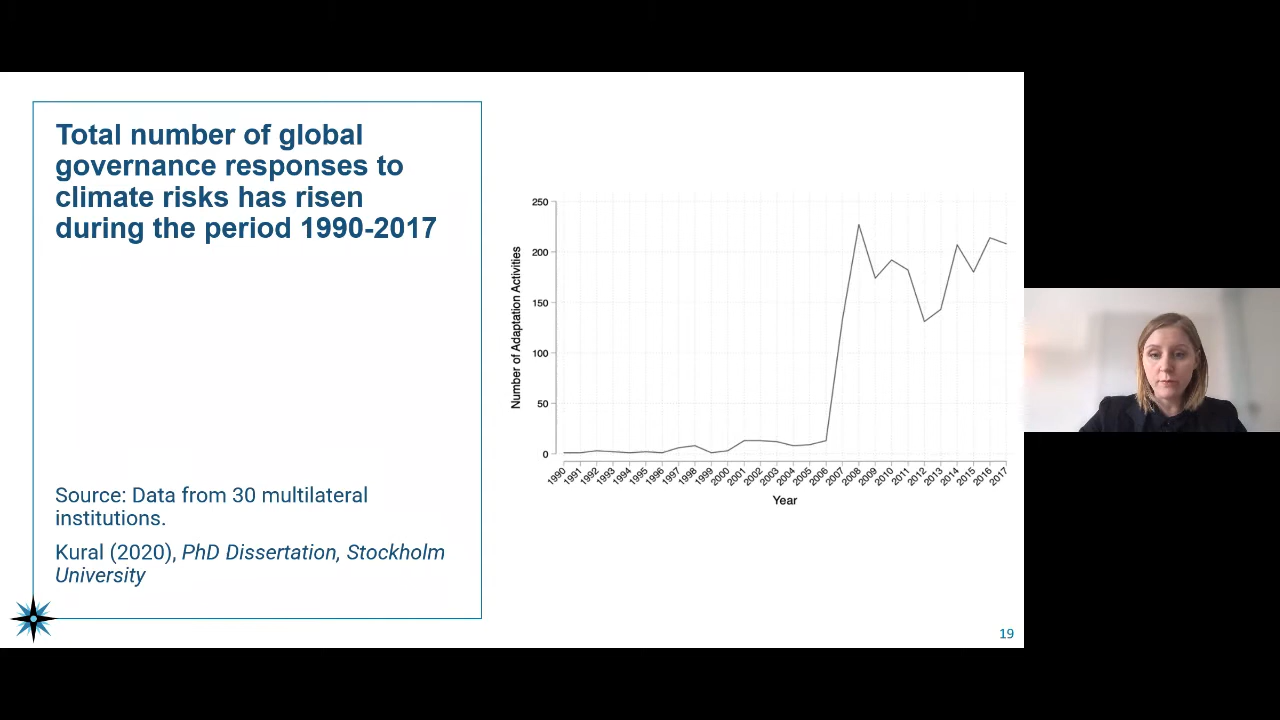 Total number of global
governance responses to
climate risks has risen
during the period 1990-2017
Source: Data from 30 multilateral
institutions.
Kural (2020), PhD Dissertation, Stockholm
University
Number of Adaptation Activities
250
200
150
100
50
0
1990 1991 1992 1993 1994 1995 1996 1997 1998 1999 2000 2001 2002 2003 2004 2005 2006 2007 2008 2009 2010 2011 2012 2013 2014 2015 2016 2017
Year
19